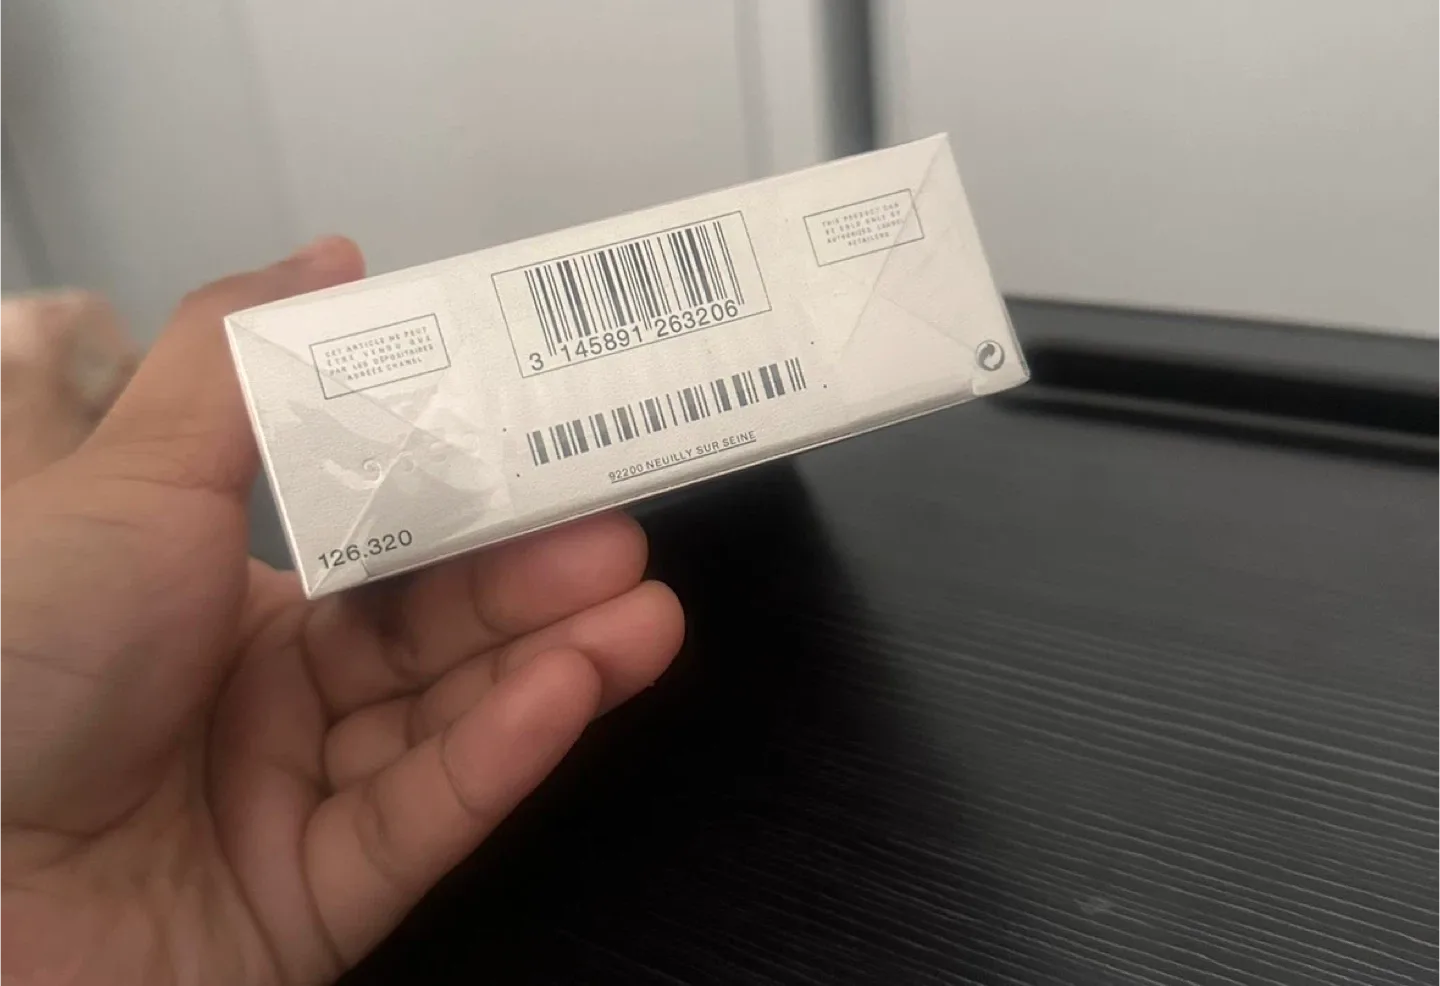 CET ARTICLE NE PEUT
ÊTRE VENDU QUE
PAR LES DÉPOSITAIRES
AGRÉÉS CHANEL
3 145891 263206
THIS PRODUCT CAN
BE SOLD ONLY BY
AUTHORIZED CHANEL
RETAILERS
92200 NEUILLY SUR SEINE
126.320